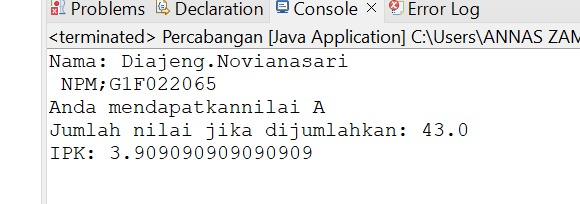 Problems Declaration Console Error Log
<terminated> Percabangan [Java Application] C:\Users\ANNAS ZAM
Nama: Diajeng.Novianasari
NPM;G1F022065
Anda mendapatkannilai A
Jumlah nilai jika dijumlahkan: 43.0
IPK: 3.909090909090909